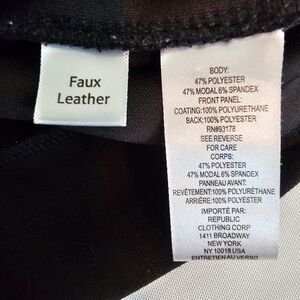 Faux
Leather
BODY:
47% POLYESTER
47% MODAL 6% SPANDEX
FRONT PANEL:
COATING:100% POLYURETHANE
BACK:100% POLYESTER
RN#93178
SEE REVERSE
FOR CARE
CORPS:
47% POLYESTER
47% MODAL 6% SPANDEX
PANNEAU AVANT:
REVÊTEMENT:100% POLYURÉTHANE
ARRIÈRE:100% POLYESTER
IMPORTÉ PAR:
REPUBLIC
CLOTHING CORP
1411 BROADWAY
NEW YORK
NY 10018 USA
ENTRETIEN AU VERSO